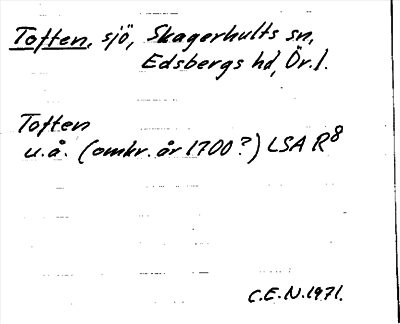 Toften, sjö, Skagerhults sn,
Edsbergs hd, Ör.l.
Toften
u.å. (omkr. år 1700?) LSA R8
C.E.N. 1971.